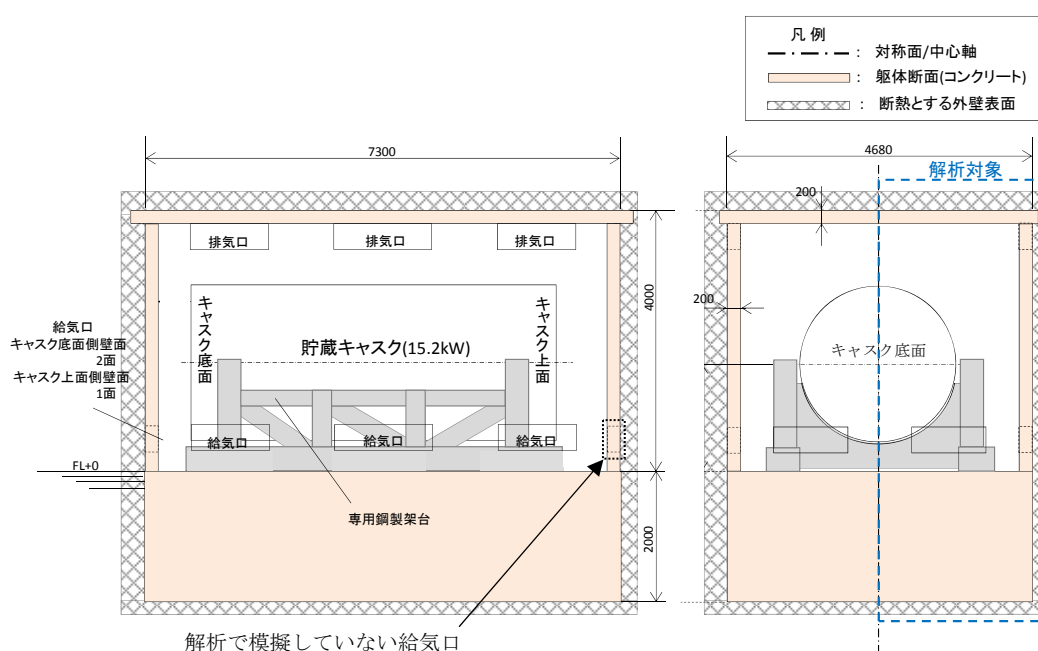 凡 例
: 対称面/中心軸
: 躯体断面(コンクリート)
: 断熱とする外壁表面
7300
4680
解析対象
200
排気口
排気口
排気口
4000
200
給気口
キャスク底面側壁面
2面
キャスク上面側壁面
1面
キャスク底面
貯蔵キャスク(15.2kW)
キャスク上面
キャスク底面
給気口
給気口
給気口
FL+0
専用鋼製架台
2000
解析で模擬していない給気口